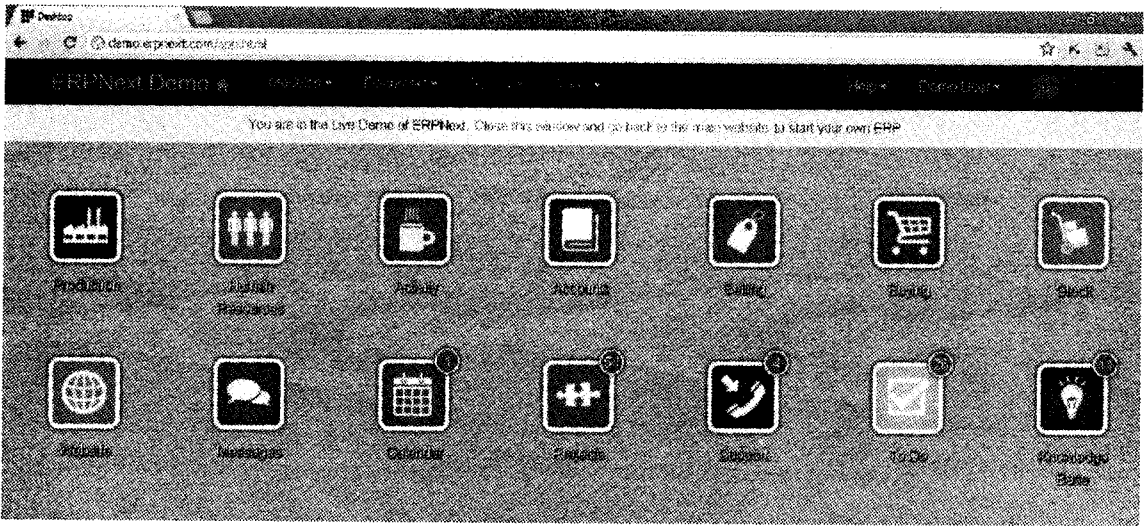 Desktop
demo.erpnext.com/app.html
ERPNext Demo Modules
Help Demo User
You are in the Live Demo of ERPNext. Close this window and go back to the main website to start your own ERP
Production Human Resources Activity Accounts Selling Buying Stock
Website Messages Calendar Projects Support To Do Knowledge Base